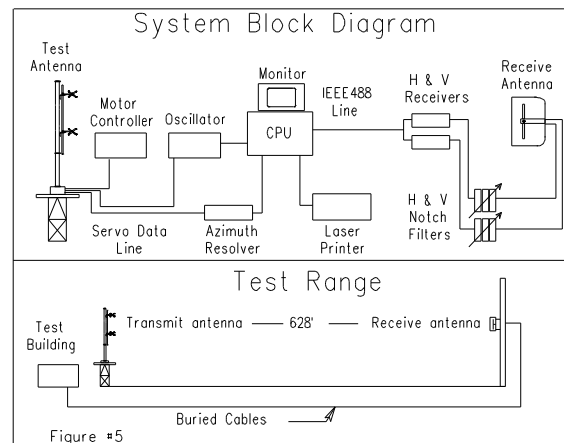 System Block Diagram
Test
Antenna
Motor
Controller
Oscillator
Monitor
CPU
IEEE488
Line
H & V
Receivers
Receive
Antenna
Servo Data
Line
Azimuth
Resolver
Laser
Printer
H & V
Notch
Filters
Test Range
Test
Building
Transmit antenna — 628' — Receive antenna
Buried Cables
Figure #5